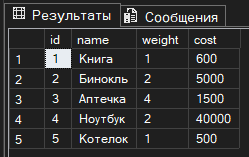 Результаты Сообщения
id name weight cost
1 1 Книга 1 600
2 2 Бинокль 2 5000
3 3 Аптечка 4 1500
4 4 Ноутбук 2 40000
5 5 Котелок 1 500